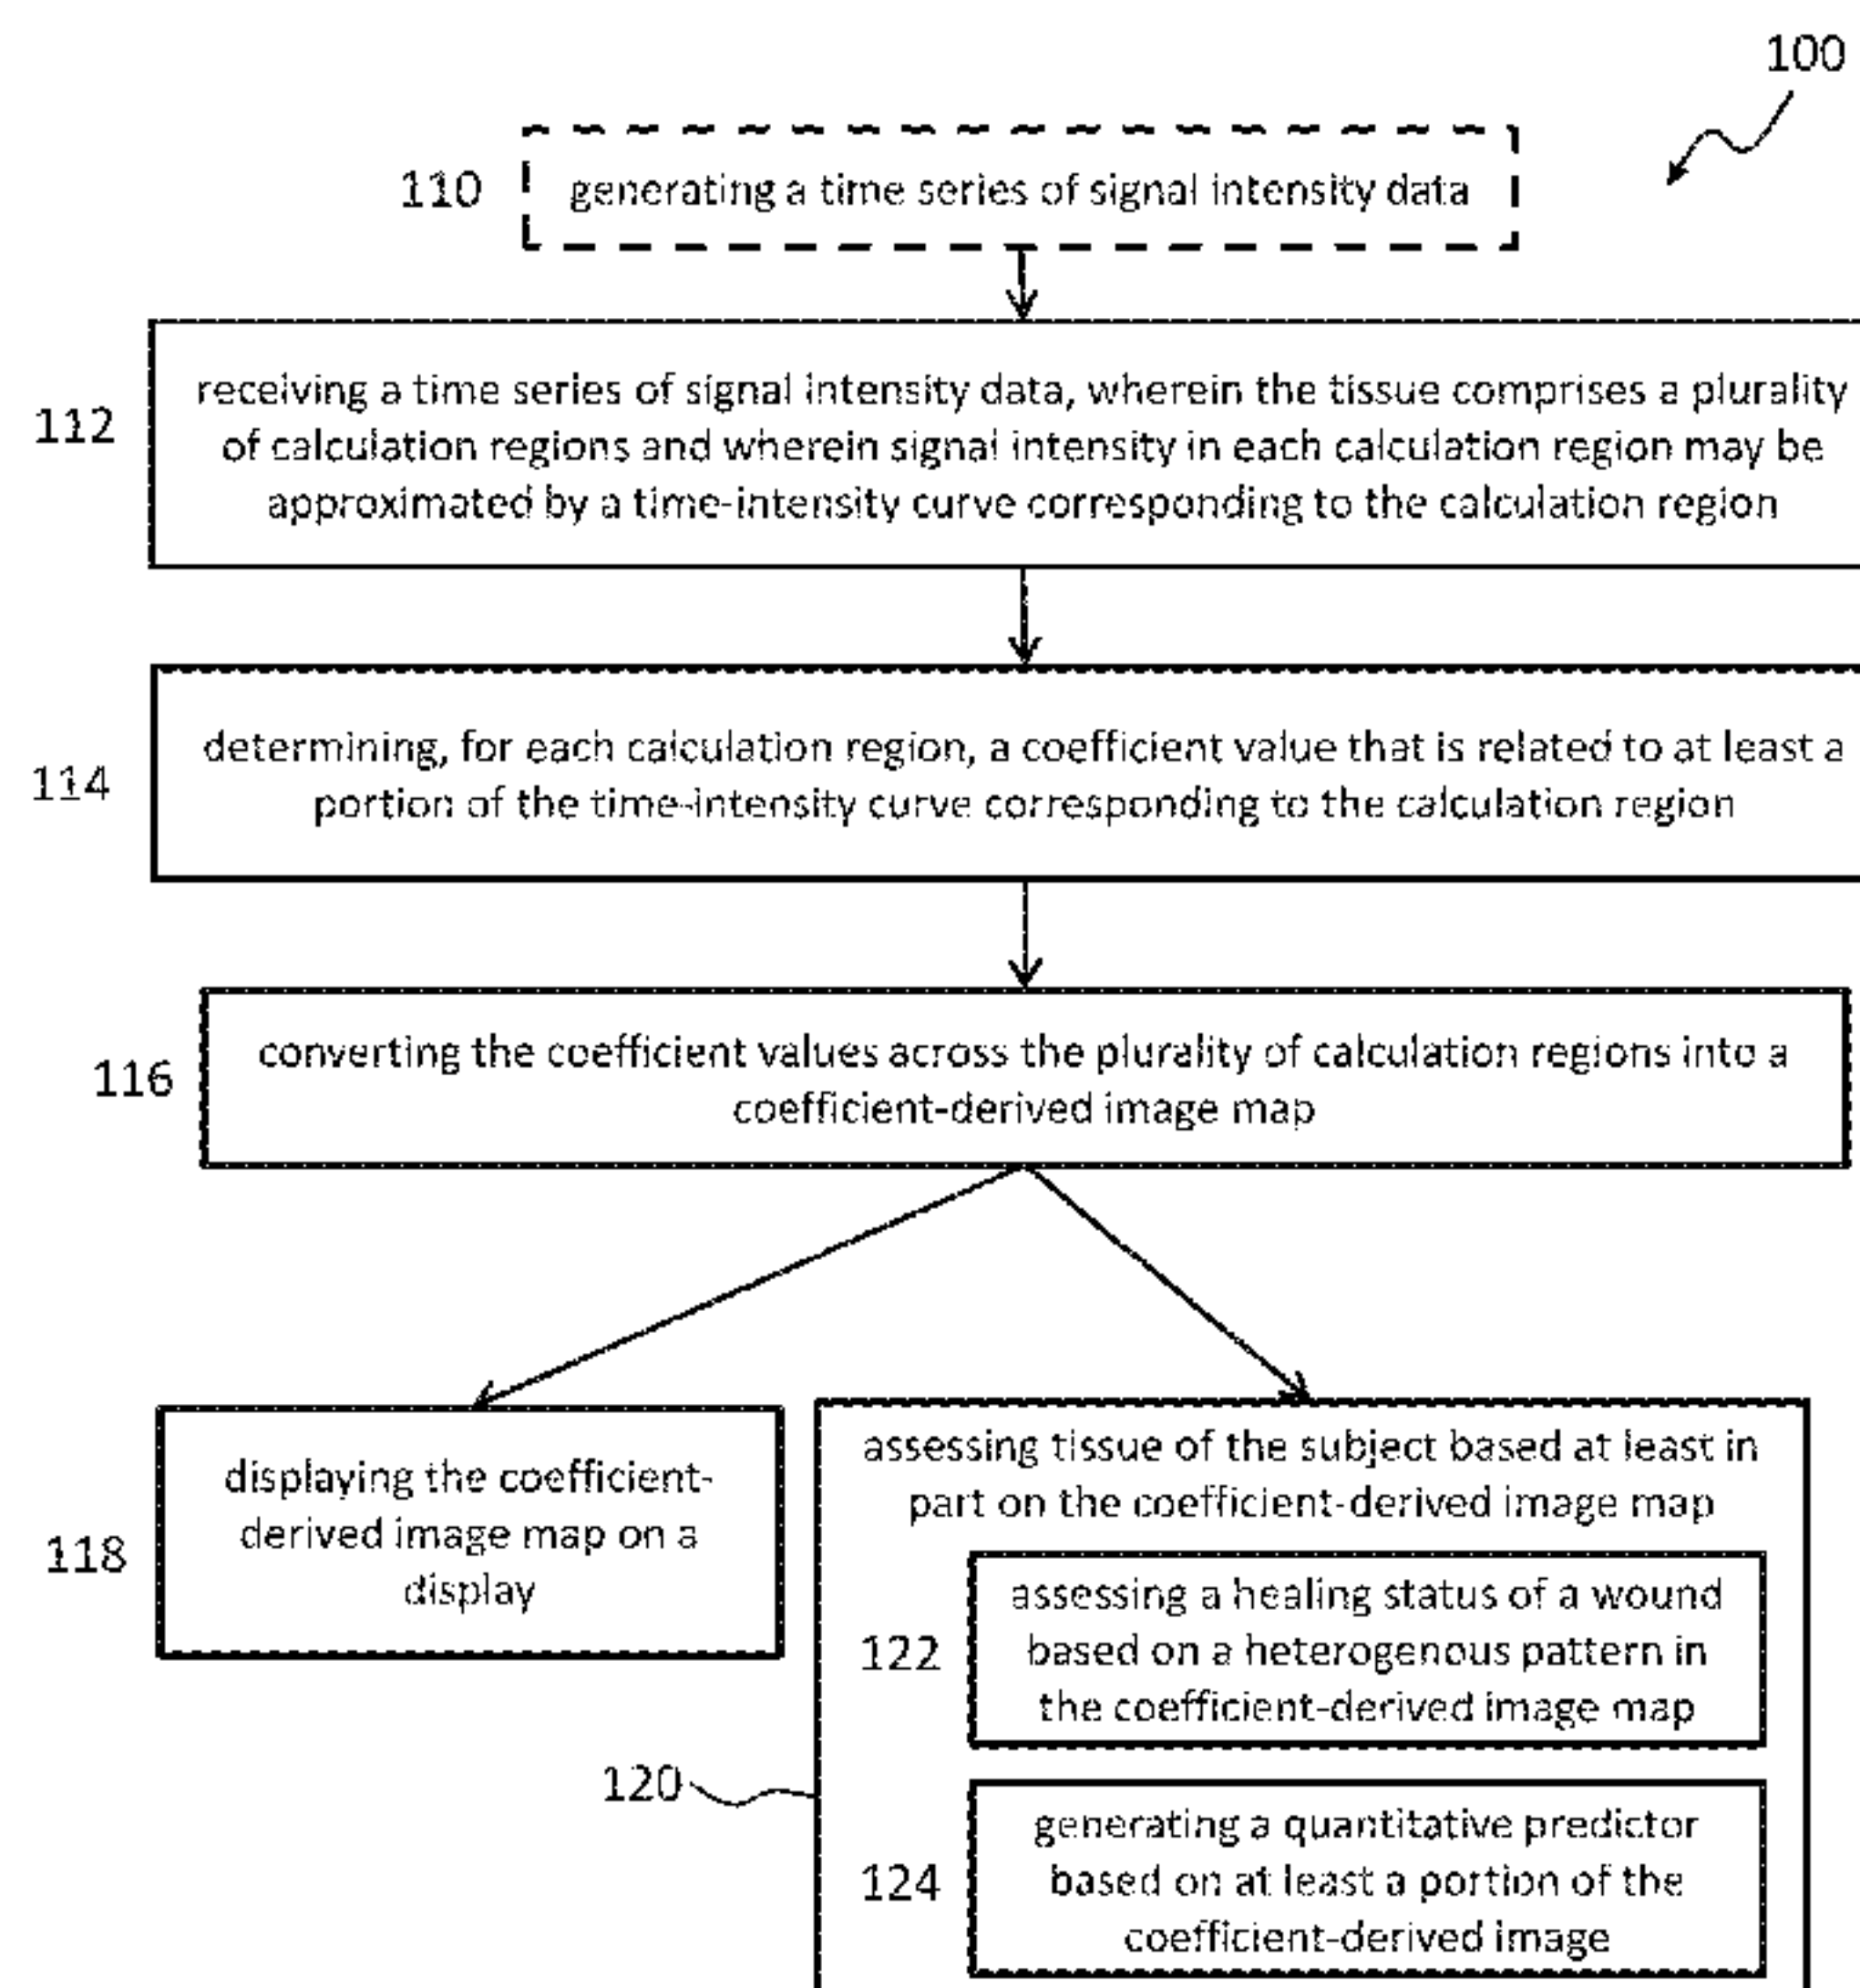 100
110
generating a time series of signal intensity data
112
receiving a time series of signal intensity data, wherein the tissue comprises a plurality
of calculation regions and wherein signal intensity in each calculation region may be
approximated by a time-intensity curve corresponding to the calculation region
114
determining, for each calculation region, a coefficient value that is related to at least a
portion of the time-intensity curve corresponding to the calculation region
116
converting the coefficient values across the plurality of calculation regions into a
coefficient-derived image map
118
displaying the coefficient-
derived image map on a
display
120
assessing tissue of the subject based at least in
part on the coefficient-derived image map
122
assessing a healing status of a wound
based on a heterogenous pattern in
the coefficient-derived image map
124
generating a quantitative predictor
based on at least a portion of the
coefficient-derived image